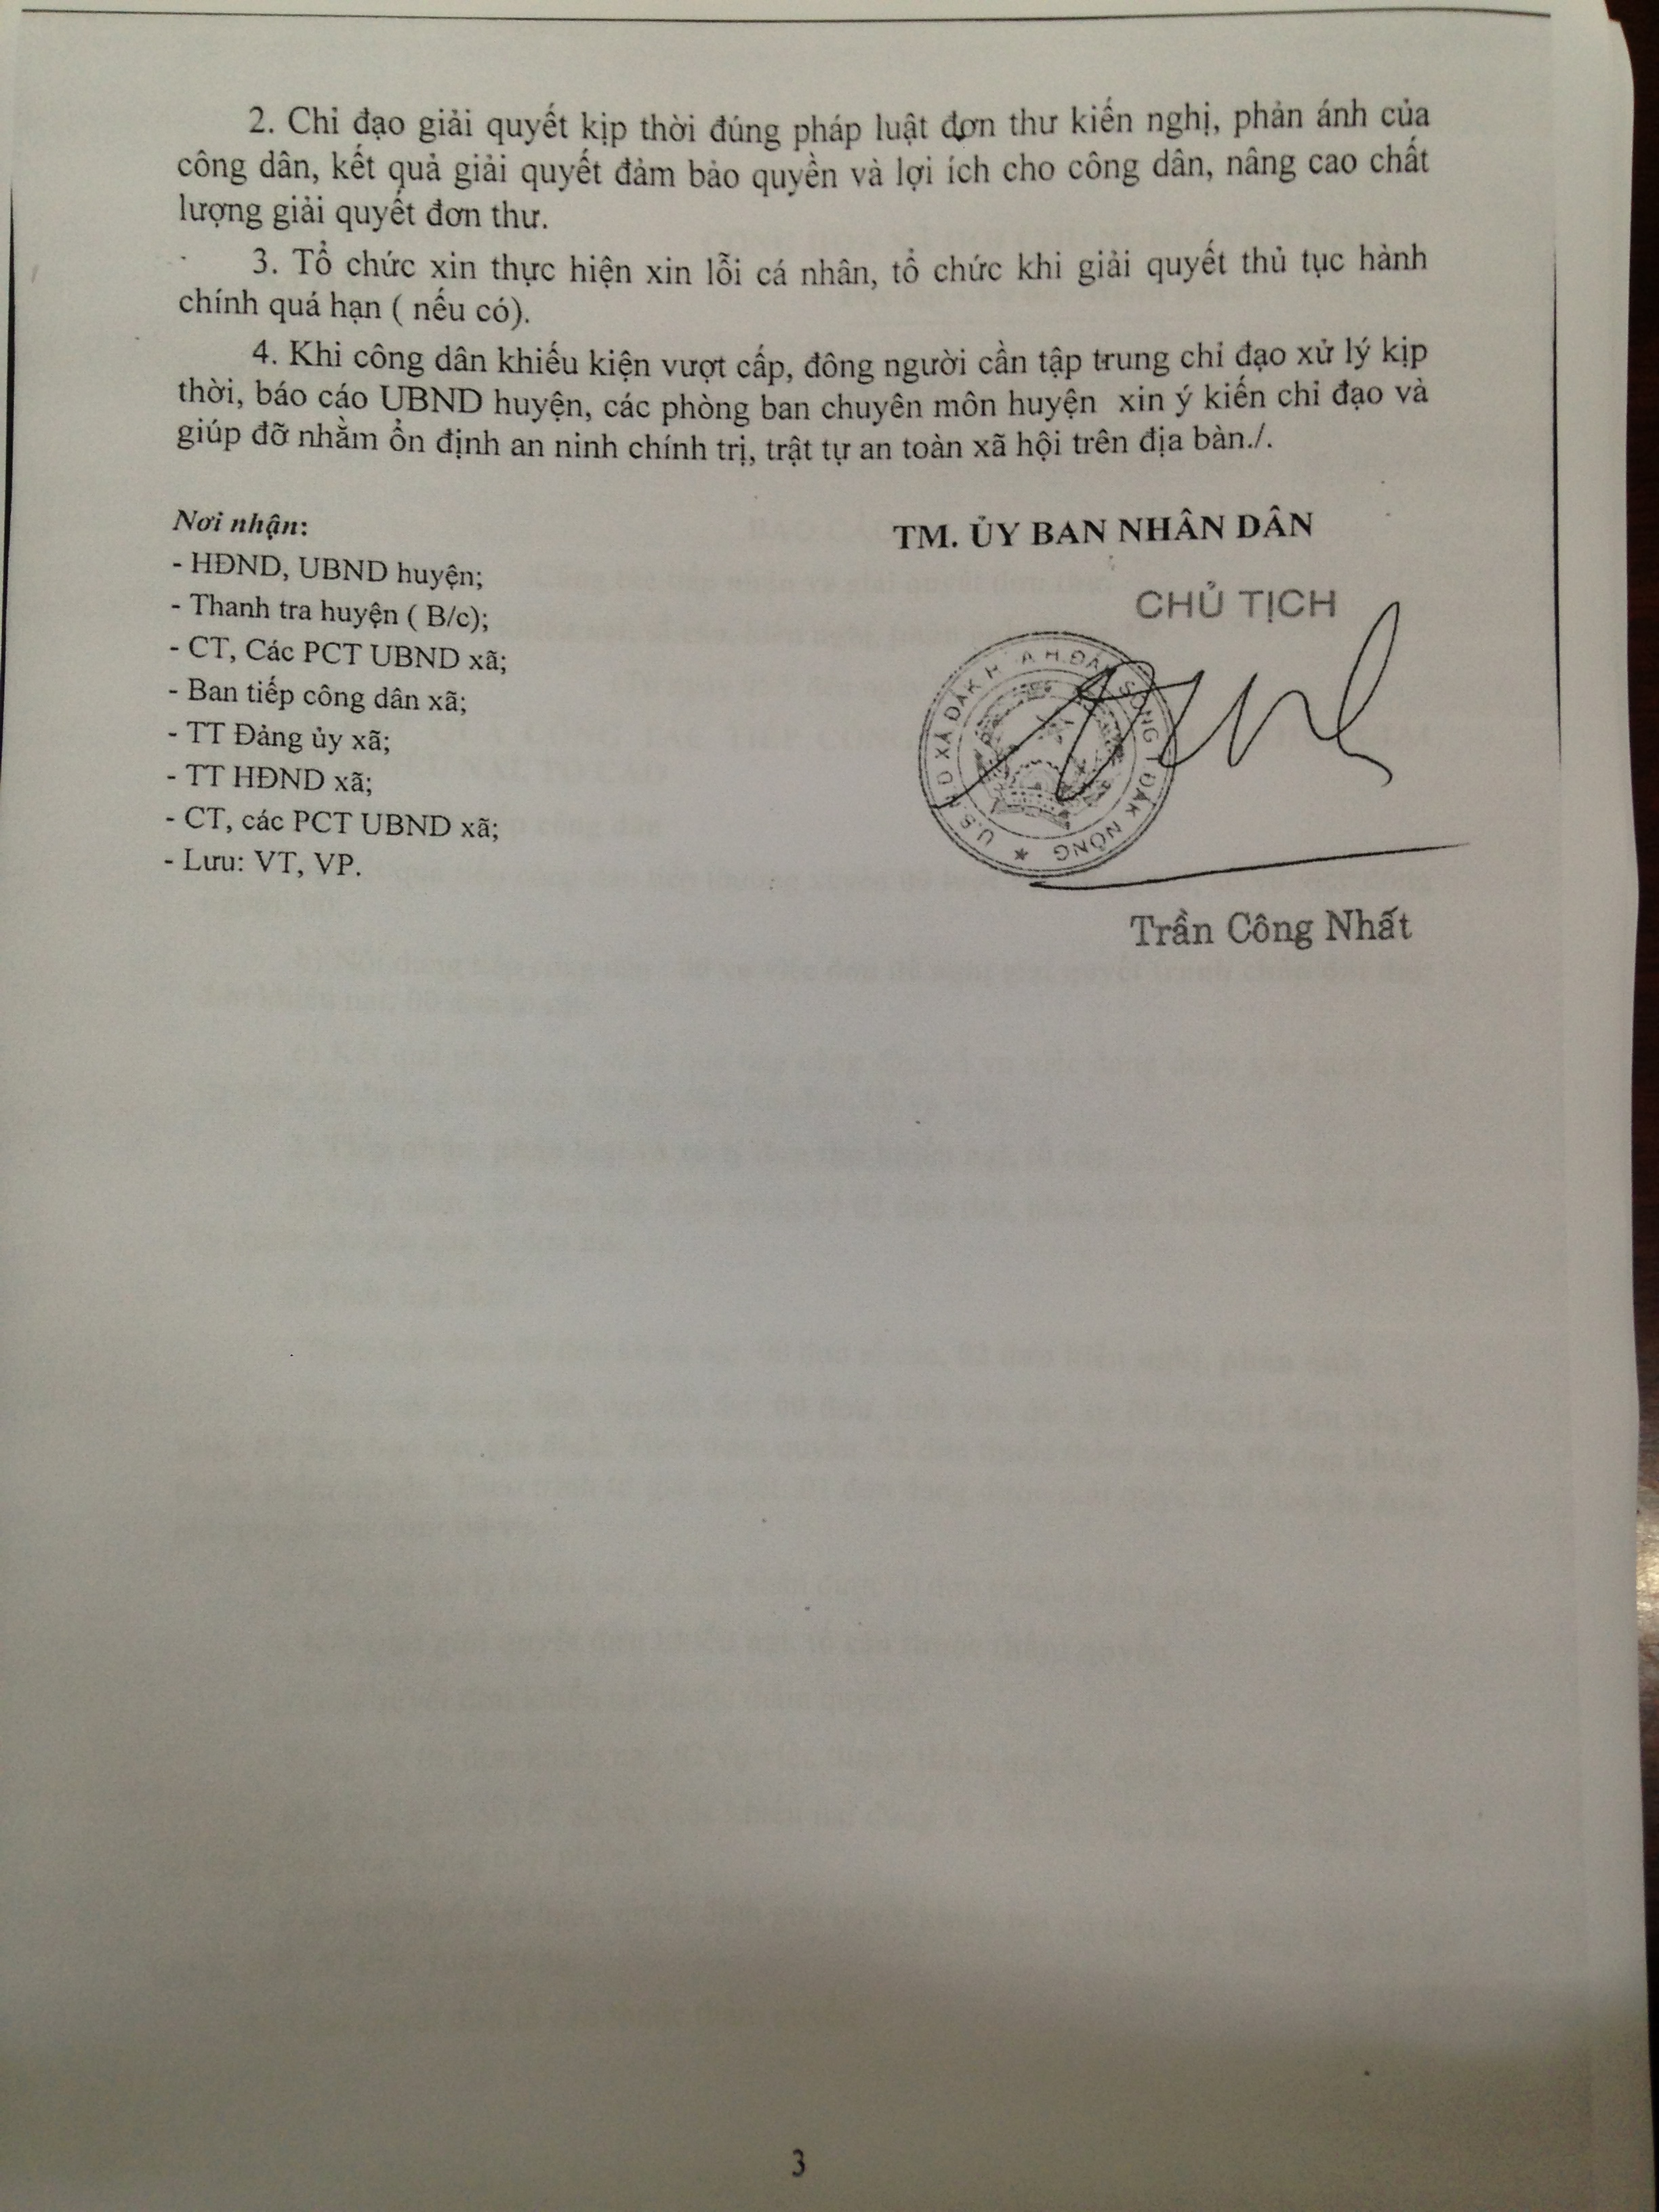 2. Chỉ đạo giải quyết kịp thời đúng pháp luật đơn thư kiến nghị, phản ánh của
công dân, kết quả giải quyết đảm bảo quyền và lợi ích cho công dân, nâng cao chất
lượng giải quyết đơn thư.
3. Tổ chức xin thực hiện xin lỗi cá nhân, tổ chức khi giải quyết thủ tục hành
chính quá hạn ( nếu có).
4. Khi công dân khiếu kiện vượt cấp, đông người cần tập trung chỉ đạo xử lý kịp
thời, báo cáo UBND huyện, các phòng ban chuyên môn huyện xin ý kiến chỉ đạo và
giúp đỡ nhằm ổn định an ninh chính trị, trật tự an toàn xã hội trên địa bàn./.
Nơi nhận:
- HĐND, UBND huyện;
- Thanh tra huyện ( B/c);
- CT, Các PCT UBND xã;
- Ban tiếp công dân xã;
- TT Đảng ủy xã;
- TT HĐND xã;
- CT, các PCT UBND xã;
- Lưu: VT, VP.
TM. ỦY BAN NHÂN DÂN
CHỦ TỊCH
Trần Công Nhất
3